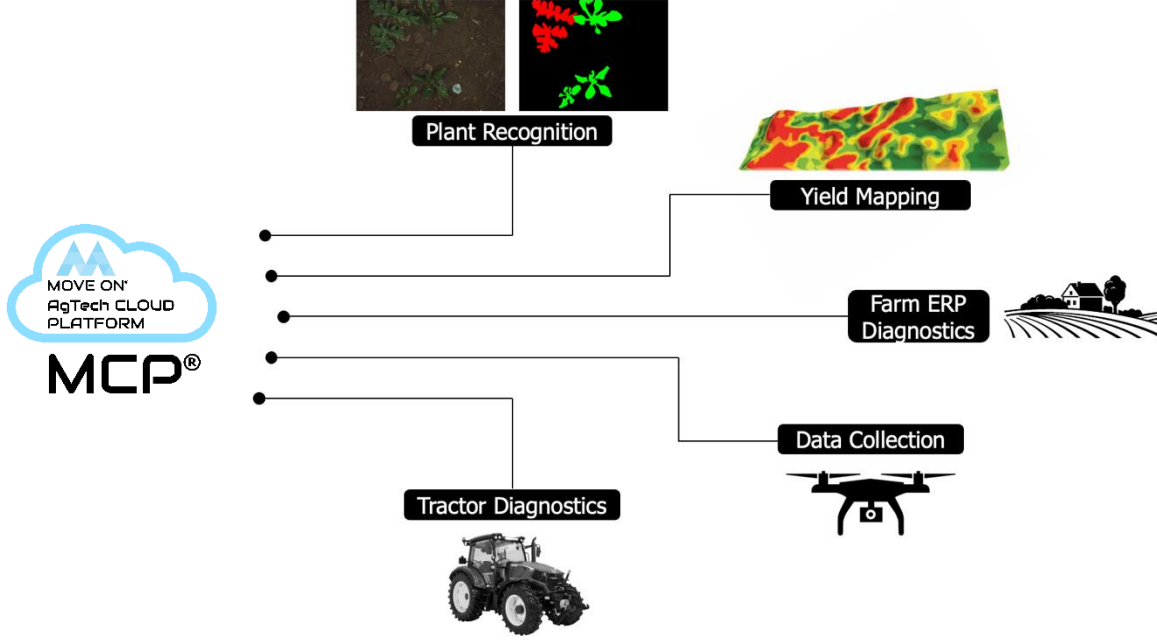 Plant Recognition
Yield Mapping
MOVE ON®
AgTech CLOUD
PLATFORM
MCP®
Farm ERP
Diagnostics
Data Collection
Tractor Diagnostics